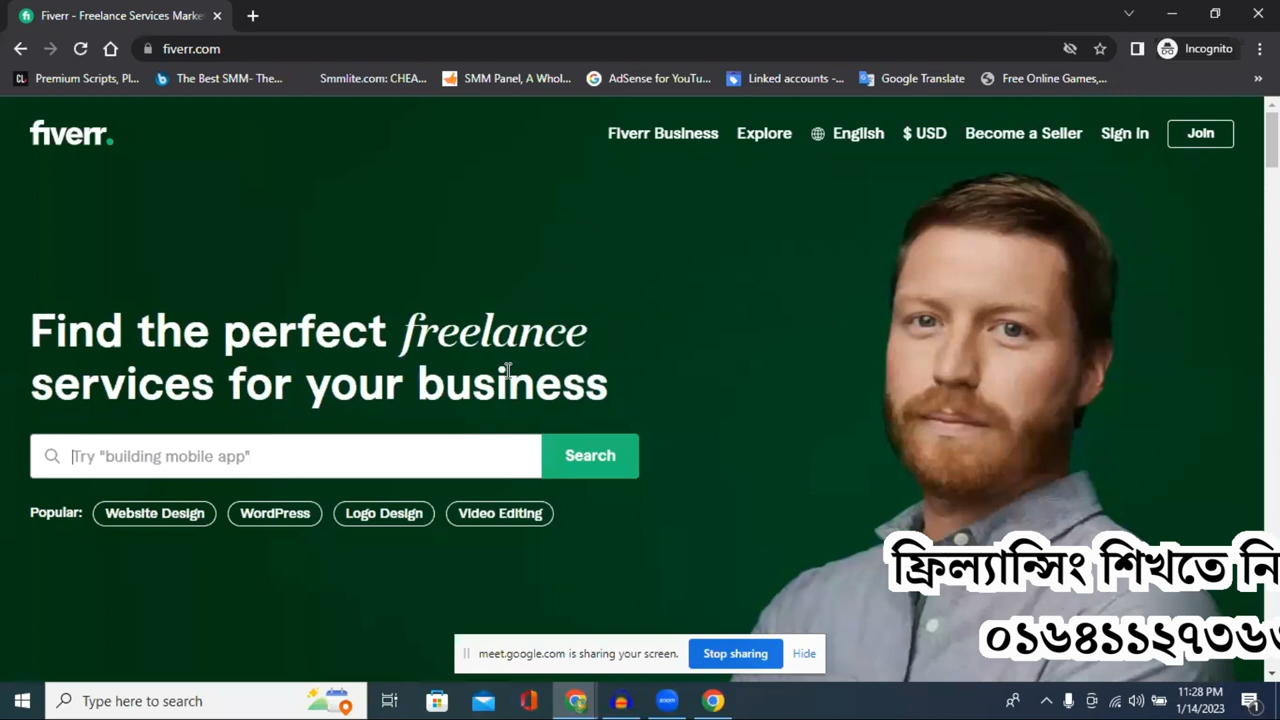 Fiverr - Freelance Services Marke
fiverr.com
Incognito
Premium Scripts, Pl...
The Best SMM- The...
Smmlite.com: CHEA...
SMM Panel, A Whol...
AdSense for YouTu...
Linked accounts -...
Google Translate
Free Online Games,...
fiverr.
Fiverr Business
Explore
English
$ USD
Become a Seller
Sign in
Join
Find the perfect freelance
services for your business
Try "building mobile app"
Search
Popular:
Website Design
WordPress
Logo Design
Video Editing
ফ্রিল্যান্সিং শিখতে নি
০১৬৪১১২৭৩৬
meet.google.com is sharing your screen.
Stop sharing
Hide
Type here to search
zoom
11:28 PM
1/14/2023